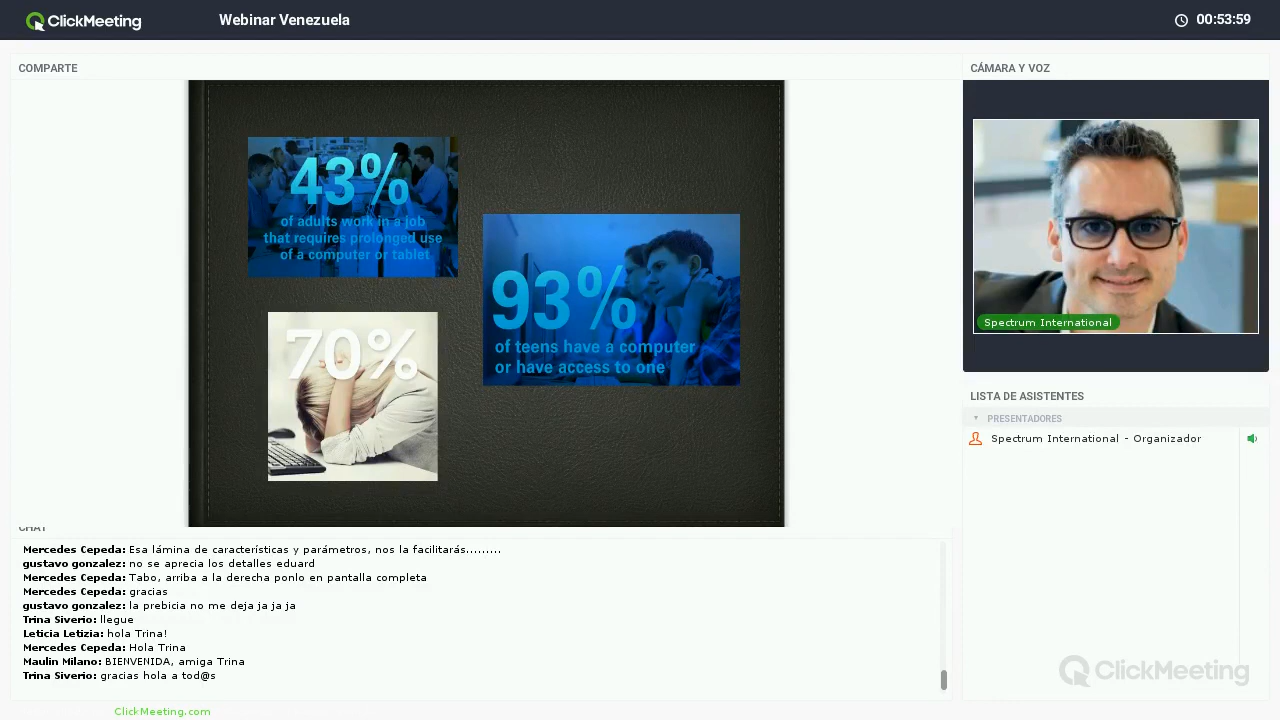 ClickMeeting
Webinar Venezuela
00:53:59
COMPARTE
43%
of adults work in a job
that requires prolonged use
of a computer or tablet
93%
of teens have a computer
or have access to one
70%
CÁMARA Y VOZ
Spectrum International
LISTA DE ASISTENTES
PRESENTADORES
Spectrum International - Organizador
CHAT
Mercedes Cepeda: Esa lámina de características y parámetros, nos la facilitarás.........
gustavo gonzalez: no se aprecia los detalles eduard
Mercedes Cepeda: Tabo, arriba a la derecha ponlo en pantalla completa
Mercedes Cepeda: gracias
gustavo gonzalez: la prebicia no me deja ja ja ja
Trina Siverio: llegue
Leticia Letizia: hola Trina!
Mercedes Cepeda: Hola Trina
Maulin Milano: BIENVENIDA, amiga Trina
Trina Siverio: gracias hola a tod@s
ClickMeeting
ClickMeeting.com